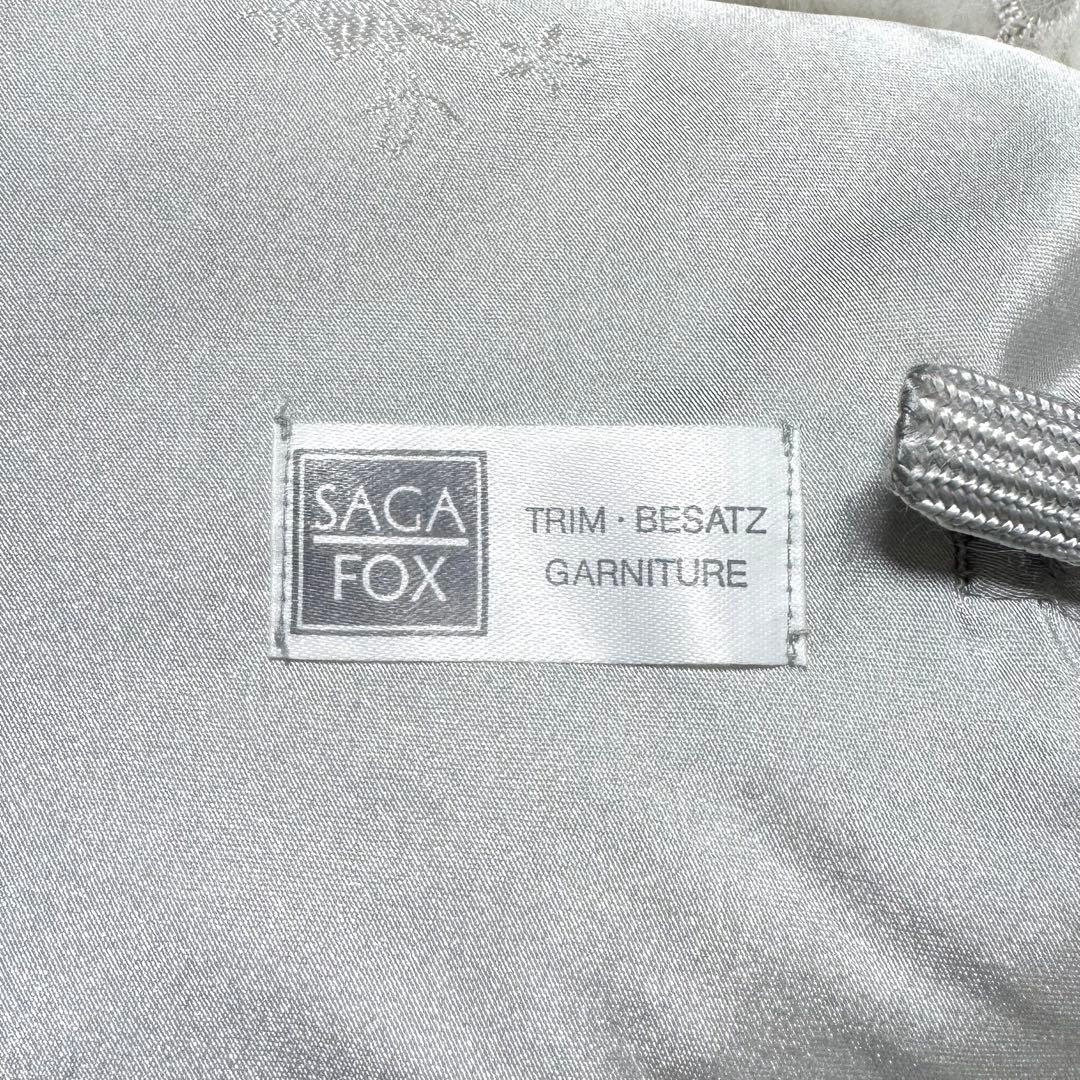 SAGA
FOX
TRIM · BESATZ
GARNITURE